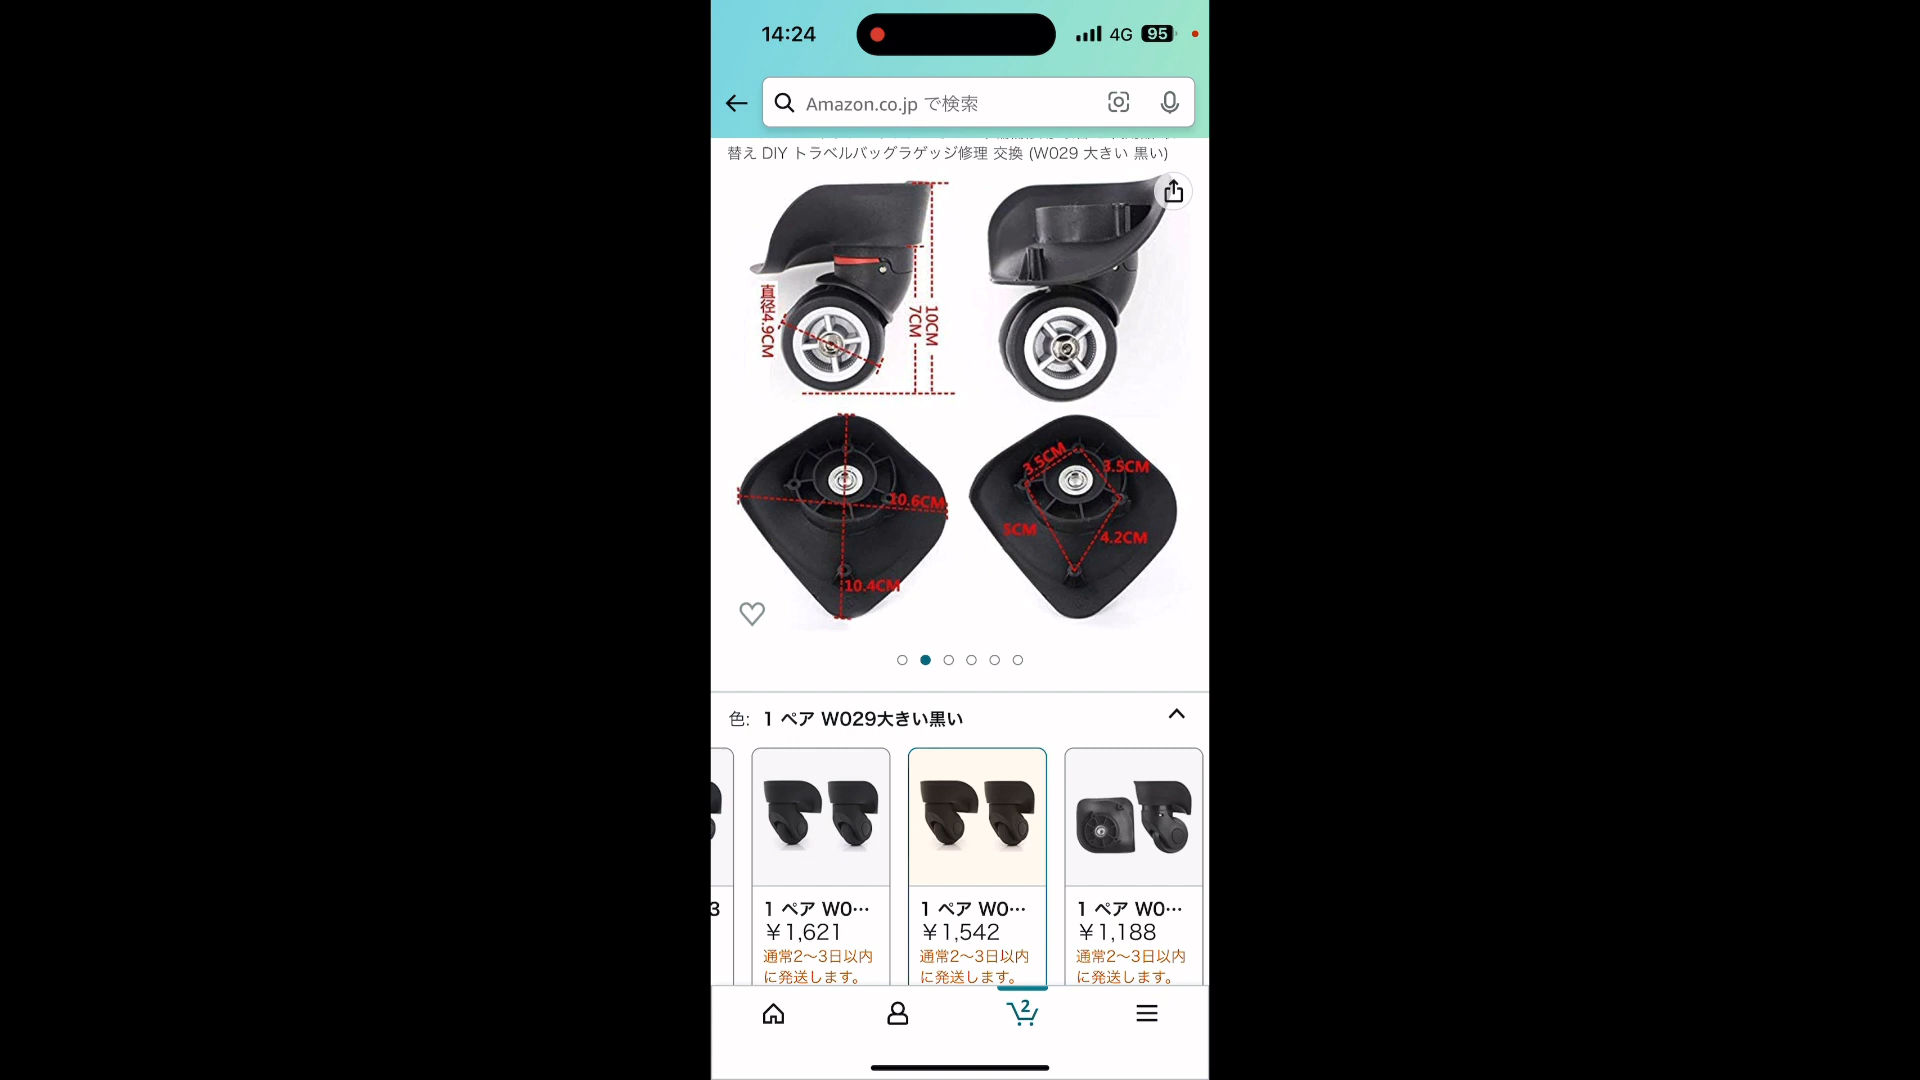 14:24
4G 95
Amazon.co.jp で検索
替え DIY トラベルバッグラゲッジ修理 交換 (W029 大きい 黒い)
直径4.9CM
7CM
10CM
10.6CM
10.4CM
3.5CM
3.5CM
5CM
4.2CM
色: 1 ペア W029大きい黒い
3
1 ペア W0…
¥1,621
通常2〜3日以内
に発送します。
1 ペア W0…
¥1,542
通常2〜3日以内
に発送します。
1 ペア W0…
¥1,188
通常2〜3日以内
に発送します。
2